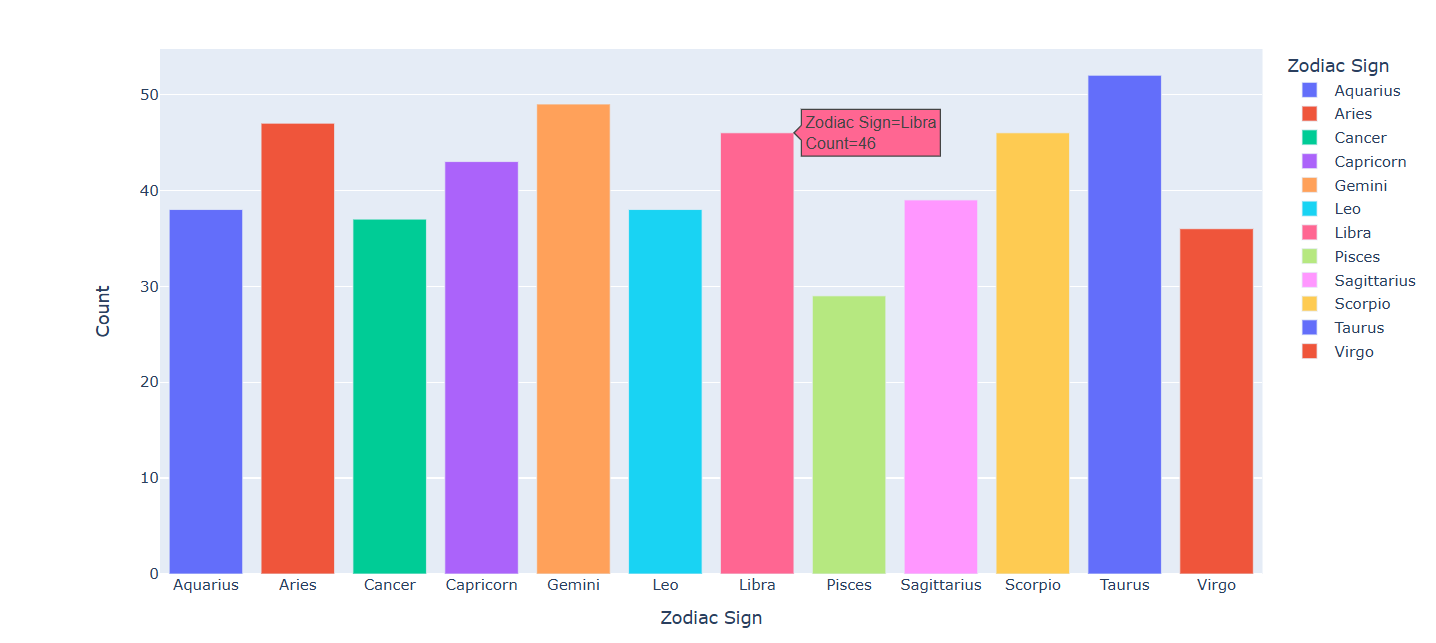 Zodiac Sign
Aquarius
Aries
Cancer
Capricorn
Gemini
Leo
Libra
Pisces
Sagittarius
Scorpio
Taurus
Virgo
50
40
30
20
10
0
Count
Zodiac Sign=Libra
Count=46
Aquarius Aries Cancer Capricorn Gemini Leo Libra Pisces Sagittarius Scorpio Taurus Virgo
Zodiac Sign